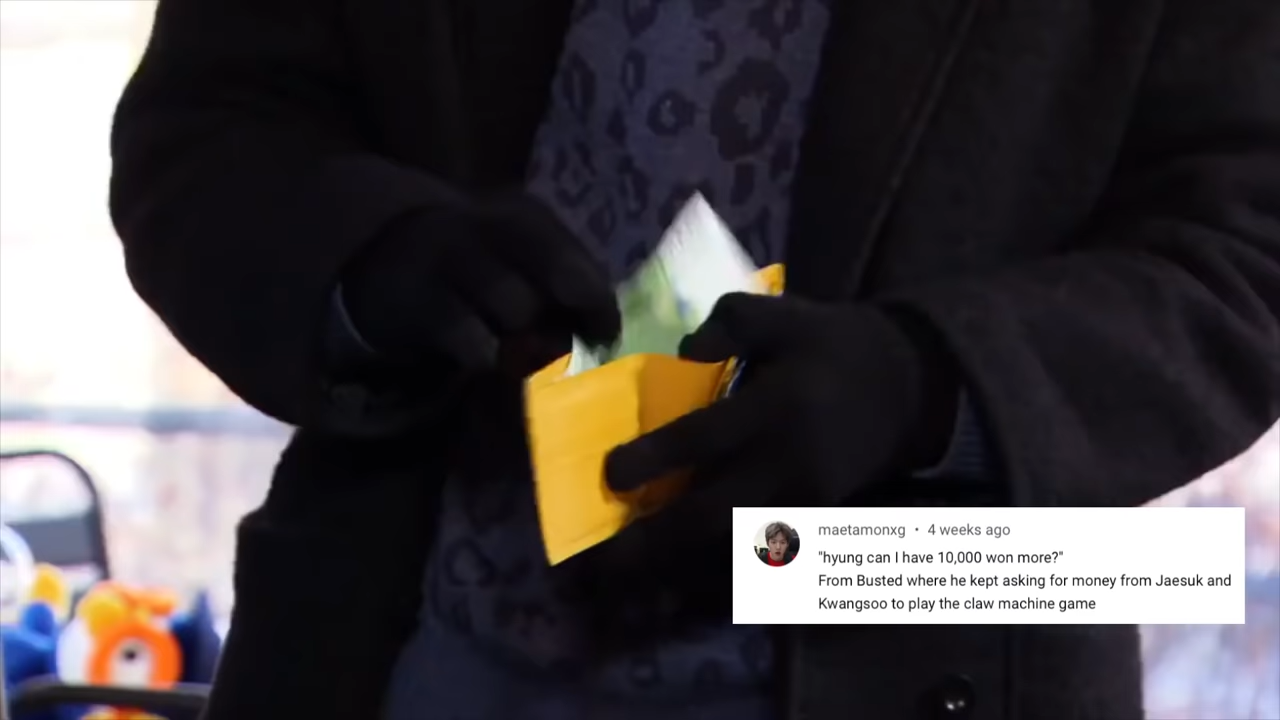 maetamonxg • 4 weeks ago
"hyung can I have 10,000 won more?"
From Busted where he kept asking for money from Jaesuk and
Kwangsoo to play the claw machine game